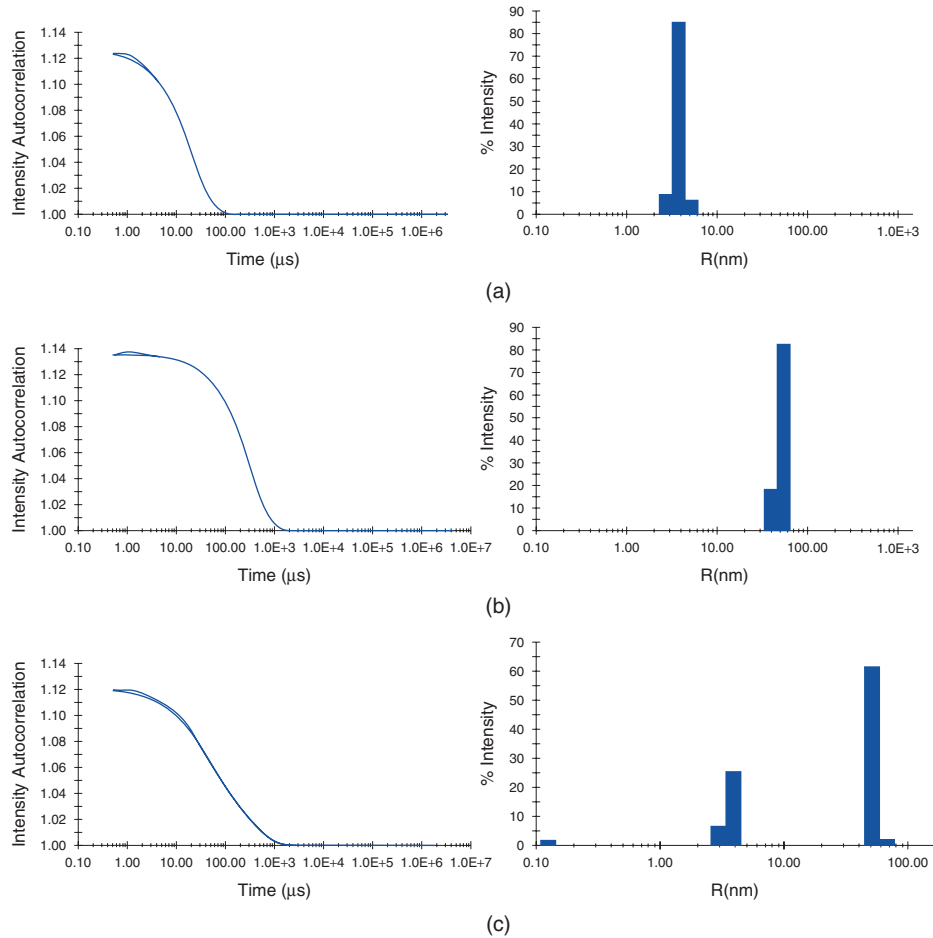 Intensity Autocorrelation
1.14
1.12
1.10
1.08
1.06
1.04
1.02
1.00
0.10 1.00 10.00 100.00 1.0E+3 1.0E+4 1.0E+5 1.0E+6
Time (μs)
% Intensity
90
80
70
60
50
40
30
20
10
0
0.10 1.00 10.00 100.00 1.0E+3
R(nm)
(a)
Intensity Autocorrelation
1.14
1.12
1.10
1.08
1.06
1.04
1.02
1.00
0.10 1.00 10.00 100.00 1.0E+3 1.0E+4 1.0E+5 1.0E+6 1.0E+7
Time (μs)
% Intensity
90
80
70
60
50
40
30
20
10
0
0.10 1.00 10.00 100.00 1.0E+3
R(nm)
(b)
Intensity Autocorrelation
1.14
1.12
1.10
1.08
1.06
1.04
1.02
1.00
0.10 1.00 10.00 100.00 1.0E+3 1.0E+4 1.0E+5 1.0E+6 1.0E+7
Time (μs)
% Intensity
70
60
50
40
30
20
10
0
0.10 1.00 10.00 100.00
R(nm)
(c)